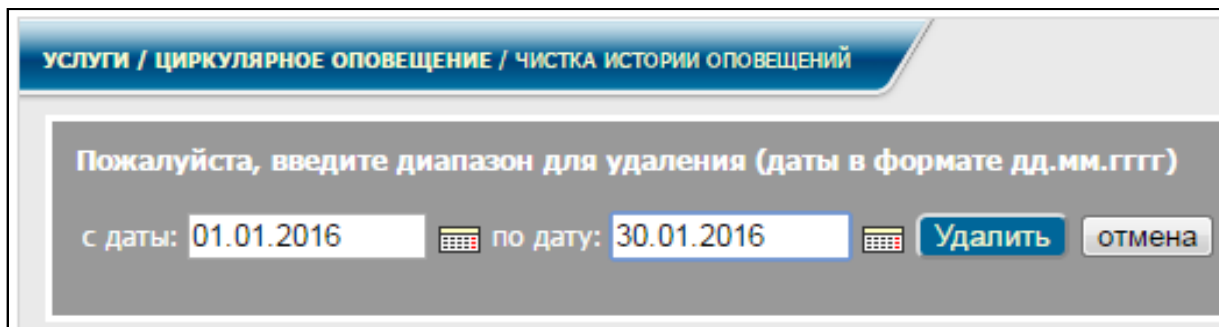 УСЛУГИ / ЦИРКУЛЯРНОЕ ОПОВЕЩЕНИЕ / ЧИСТКА ИСТОРИИ ОПОВЕЩЕНИЙ
Пожалуйста, введите диапазон для удаления (даты в формате дд.мм.гггг)
с даты: 01.01.2016 по дату: 30.01.2016 Удалить отмена